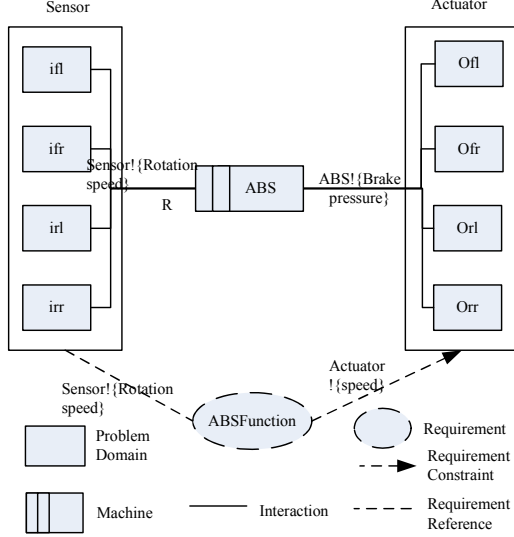 Sensor
Actuator
ifl
ifr
irl
irr
Sensor!{Rotation
speed}
R
ABS
ABS!{Brake
pressure}
Ofl
Ofr
Orl
Orr
Sensor!{Rotation
speed}
ABSFunction
Actuator
!{speed}
Problem
Domain
Requirement
Requirement
Constraint
Machine
Interaction
Requirement
Reference